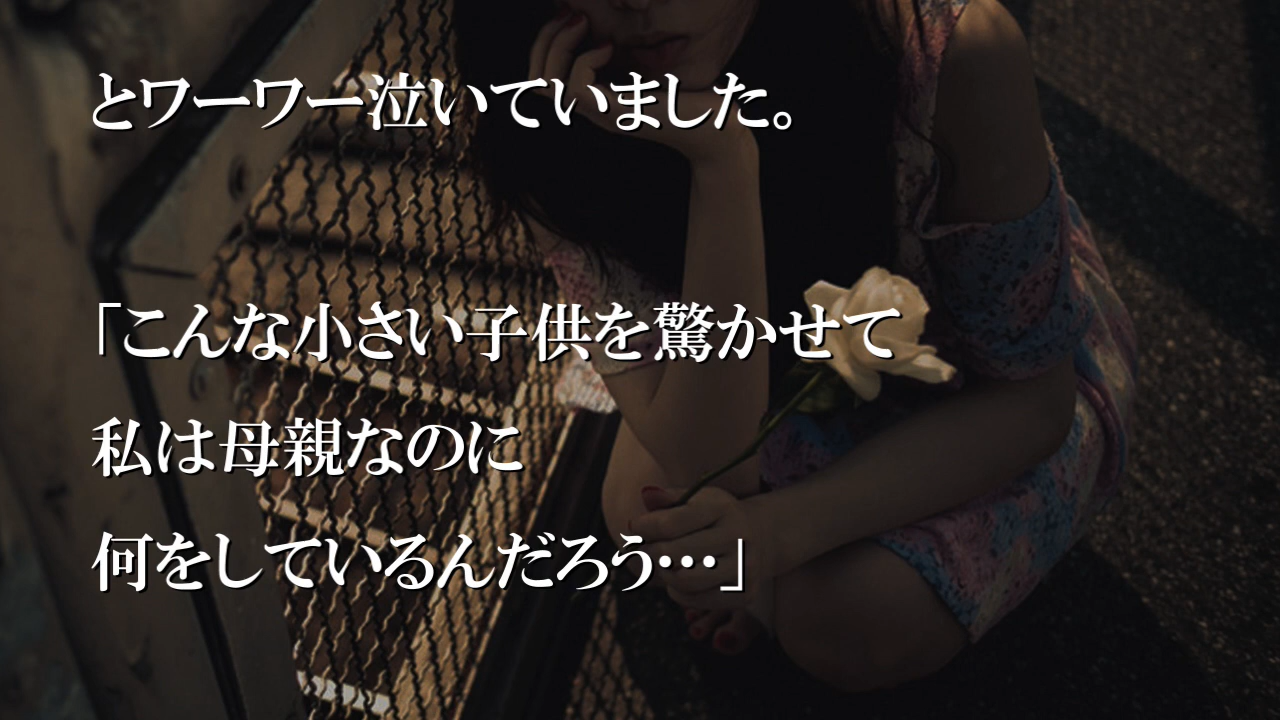 とワーワー泣いていました。
「こんな小さい子供を驚かせて
私は母親なのに
何をしているんだろう…」